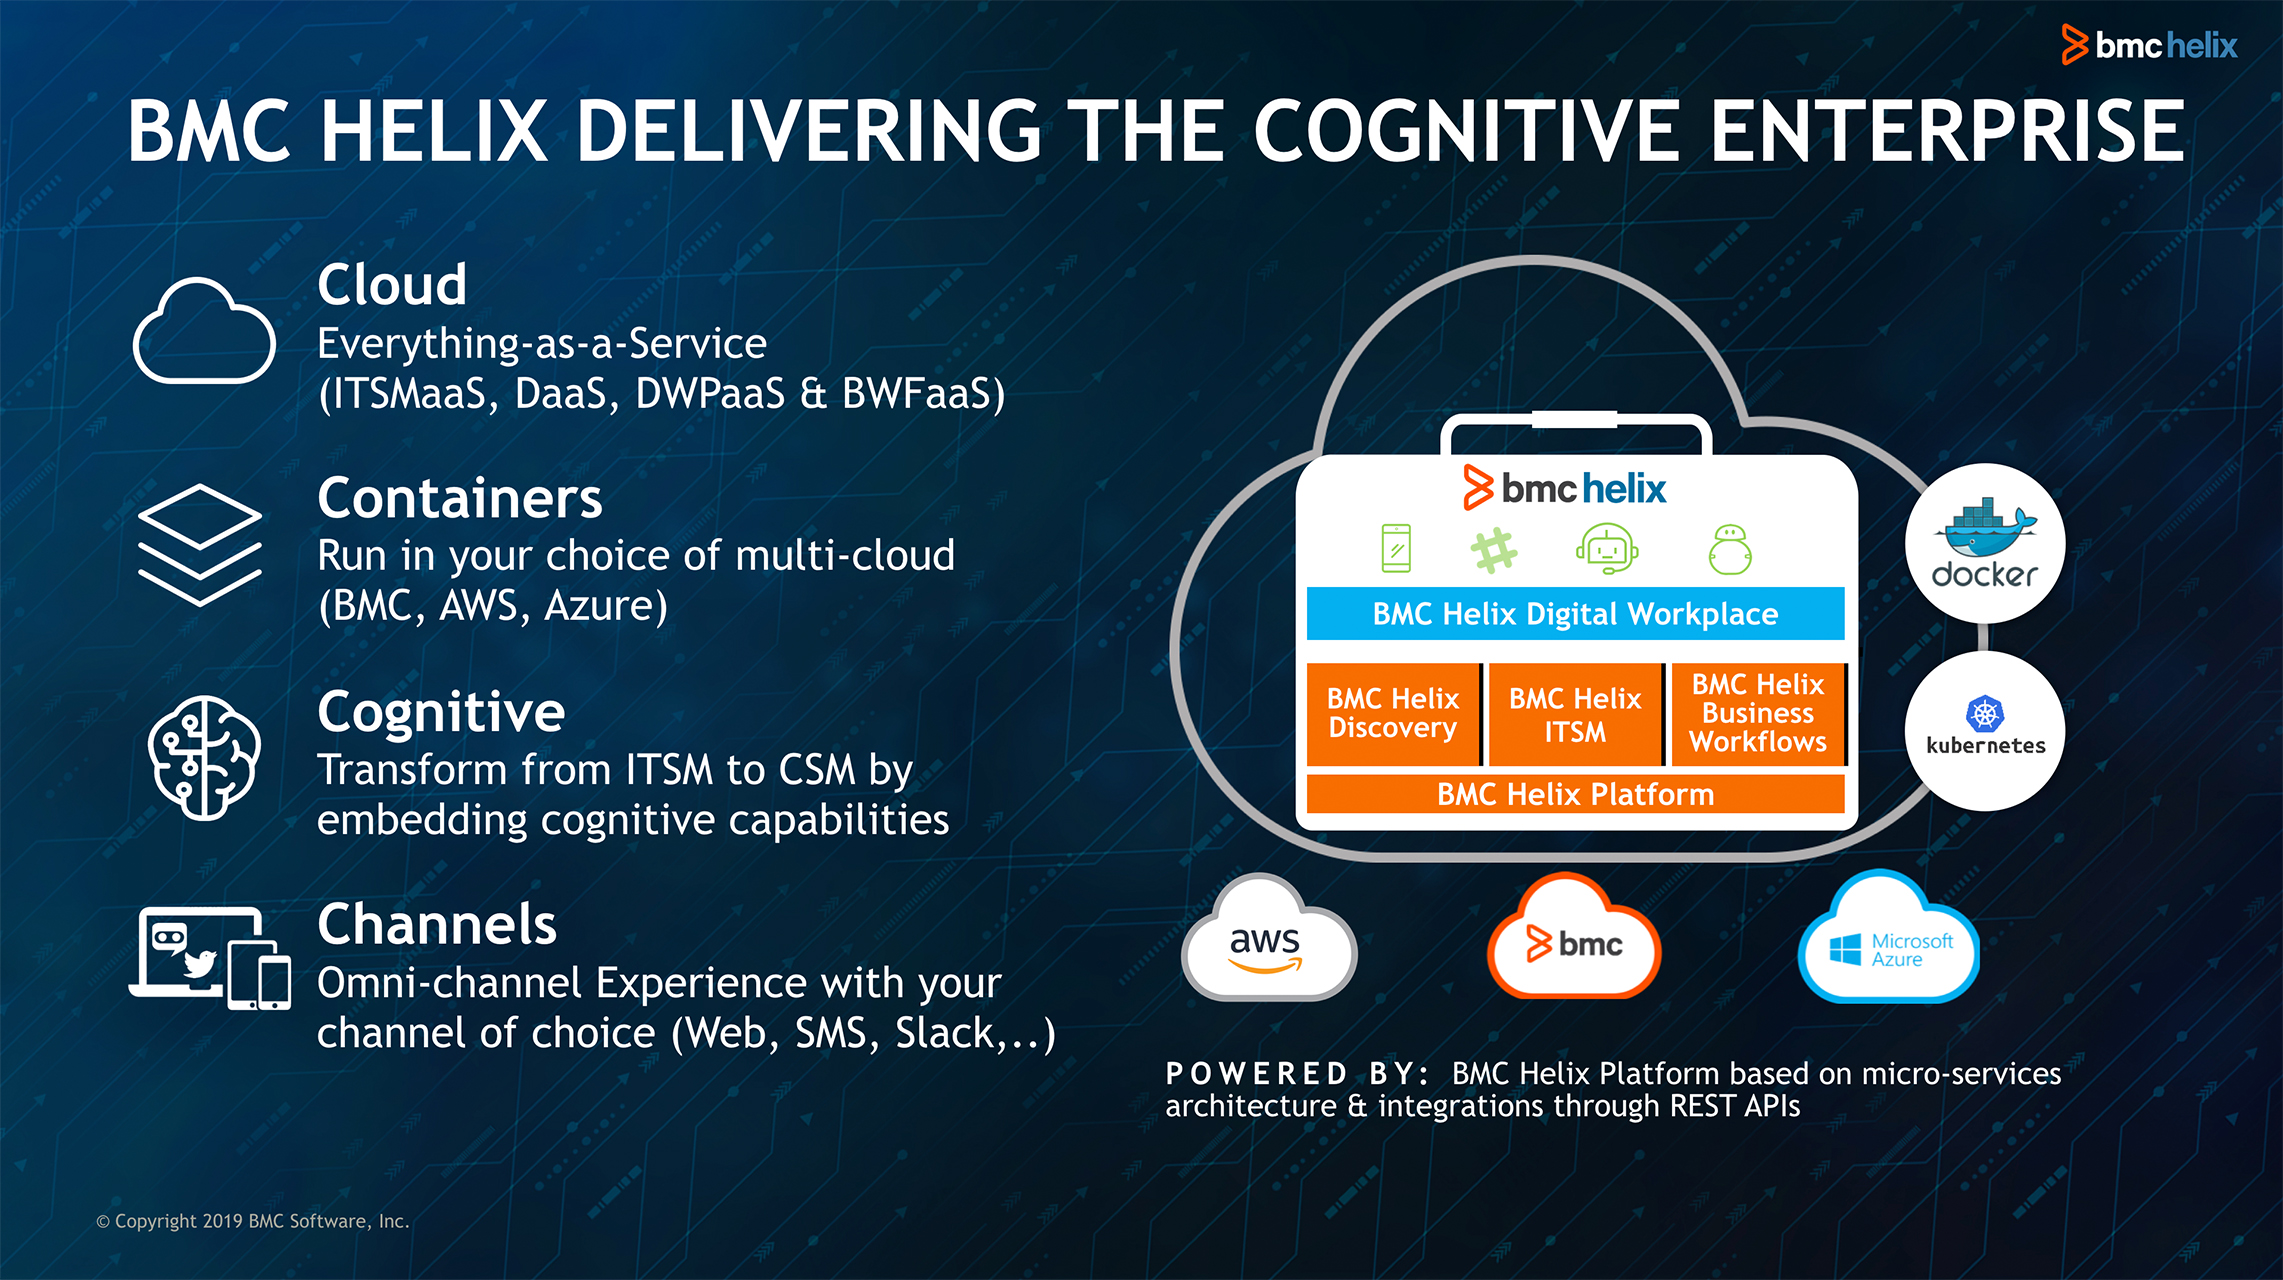 bmc helix
BMC HELIX DELIVERING THE COGNITIVE ENTERPRISE
Cloud
Everything-as-a-Service
(ITSMaaS, DaaS, DWPaaS & BWFaaS)
Containers
Run in your choice of multi-cloud
(BMC, AWS, Azure)
Cognitive
Transform from ITSM to CSM by
embedding cognitive capabilities
Channels
Omni-channel Experience with your
channel of choice (Web, SMS, Slack,..)
bmc helix
BMC Helix Digital Workplace
BMC Helix
Discovery
BMC Helix
ITSM
BMC Helix
Business
Workflows
BMC Helix Platform
docker
kubernetes
aws
bmc
Microsoft
Azure
POWERED BY: BMC Helix Platform based on micro-services
architecture & integrations through REST APIs
© Copyright 2019 BMC Software, Inc.